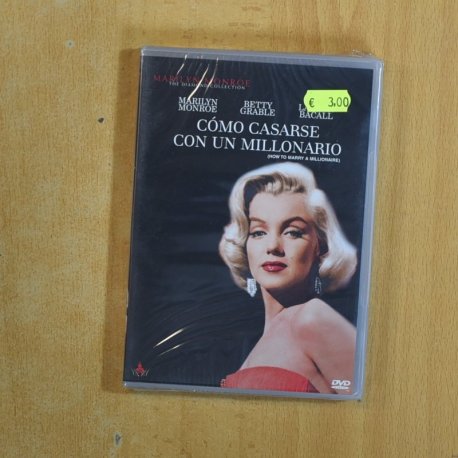 MARILYN MONROE
THE DIAMOND COLLECTION
€ 3,00
MARILYN MONROE
BETTY GRABLE
BACALL
CÓMO CASARSE
CON UN MILLONARIO
(HOW TO MARRY A MILLIONAIRE)
DVD